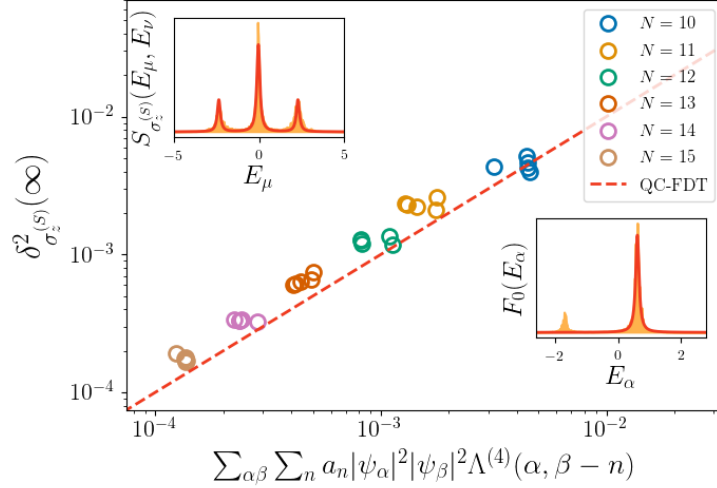 S_{σ_z^{(S)}}(E_μ, E_ν)
−5
0
5
E_μ
N = 10
N = 11
N = 12
N = 13
N = 14
N = 15
QC-FDT
10^{−2}
10^{−3}
10^{−4}
δ²_{σ_z^{(S)}}(∞)
F_0(E_α)
−2
0
2
E_α
10^{−4}
10^{−3}
10^{−2}
∑_{αβ} ∑_n a_n|ψ_α|²|ψ_β|²Λ^{(4)}(α, β − n)